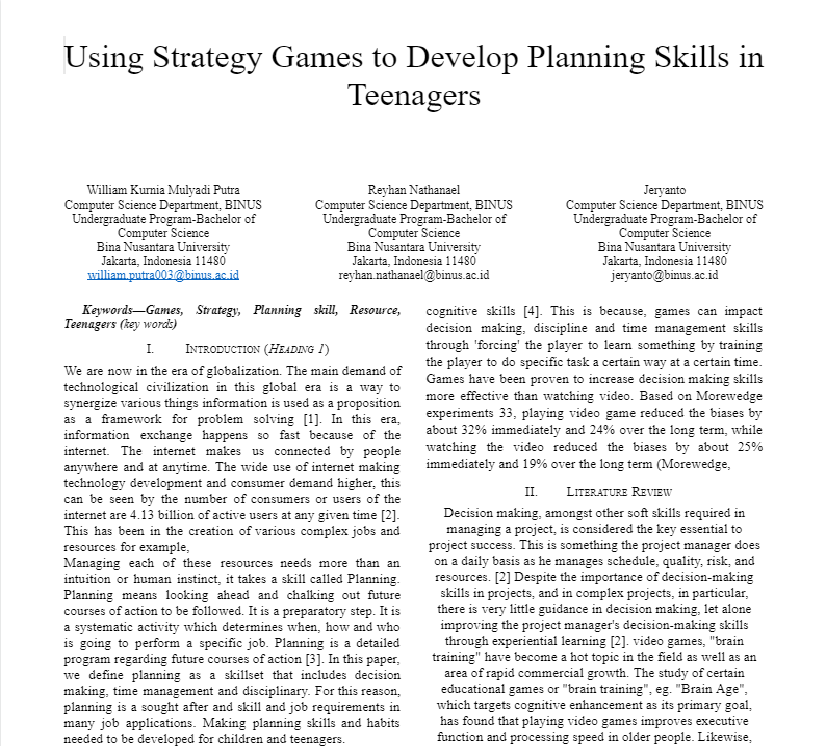 Using Strategy Games to Develop Planning Skills in
Teenagers
William Kurnia Mulyadi Putra
Computer Science Department, BINUS
Undergraduate Program-Bachelor of
Computer Science
Bina Nusantara University
Jakarta, Indonesia 11480
william.putra003@binus.ac.id
Reyhan Nathanael
Computer Science Department, BINUS
Undergraduate Program-Bachelor of
Computer Science
Bina Nusantara University
Jakarta, Indonesia 11480
reyhan.nathanael@binus.ac.id
Jeryanto
Computer Science Department, BINUS
Undergraduate Program-Bachelor of
Computer Science
Bina Nusantara University
Jakarta, Indonesia 11480
jeryanto@binus.ac.id
Keywords—Games, Strategy, Planning skill, Resource,
Teenagers (key words)
I. INTRODUCTION (HEADING 1)
We are now in the era of globalization. The main demand of
technological civilization in this global era is a way to
synergize various things information is used as a proposition
as a framework for problem solving [1]. In this era,
information exchange happens so fast because of the
internet. The internet makes us connected by people
anywhere and at anytime. The wide use of internet making
technology development and consumer demand higher, this
can be seen by the number of consumers or users of the
internet are 4.13 billion of active users at any given time [2].
This has been in the creation of various complex jobs and
resources for example,
Managing each of these resources needs more than an
intuition or human instinct, it takes a skill called Planning.
Planning means looking ahead and chalking out future
courses of action to be followed. It is a preparatory step. It is
a systematic activity which determines when, how and who
is going to perform a specific job. Planning is a detailed
program regarding future courses of action [3]. In this paper,
we define planning as a skillset that includes decision
making, time management and disciplinary. For this reason,
planning is a sought after and skill and job requirements in
many job applications. Making planning skills and habits
needed to be developed for children and teenagers.
cognitive skills [4]. This is because, games can impact
decision making, discipline and time management skills
through 'forcing' the player to learn something by training
the player to do specific task a certain way at a certain time.
Games have been proven to increase decision making skills
more effective than watching video. Based on Morewedge
experiments 33, playing video game reduced the biases by
about 32% immediately and 24% over the long term, while
watching the video reduced the biases by about 25%
immediately and 19% over the long term (Morewedge,
II. LITERATURE REVIEW
Decision making, amongst other soft skills required in
managing a project, is considered the key essential to
project success. This is something the project manager does
on a daily basis as he manages schedule, quality, risk, and
resources. [2] Despite the importance of decision-making
skills in projects, and in complex projects, in particular,
there is very little guidance in decision making, let alone
improving the project manager's decision-making skills
through experiential learning [2]. video games, "brain
training" have become a hot topic in the field as well as an
area of rapid commercial growth. The study of certain
educational games or "brain training", eg. "Brain Age",
which targets cognitive enhancement as its primary goal,
has found that playing video games improves executive
function and processing speed in older people. Likewise,